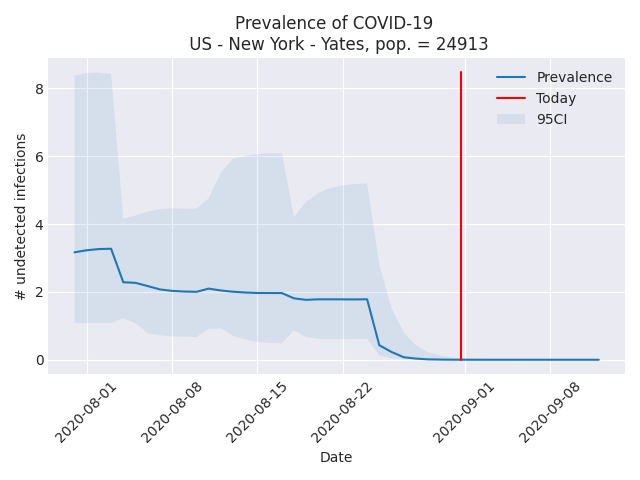 Prevalence of COVID-19
US - New York - Yates, pop. = 24913
Prevalence
Today
95CI
# undetected infections
8
6
4
2
0
2020-08-01
2020-08-08
2020-08-15
2020-08-22
2020-09-01
2020-09-08
Date